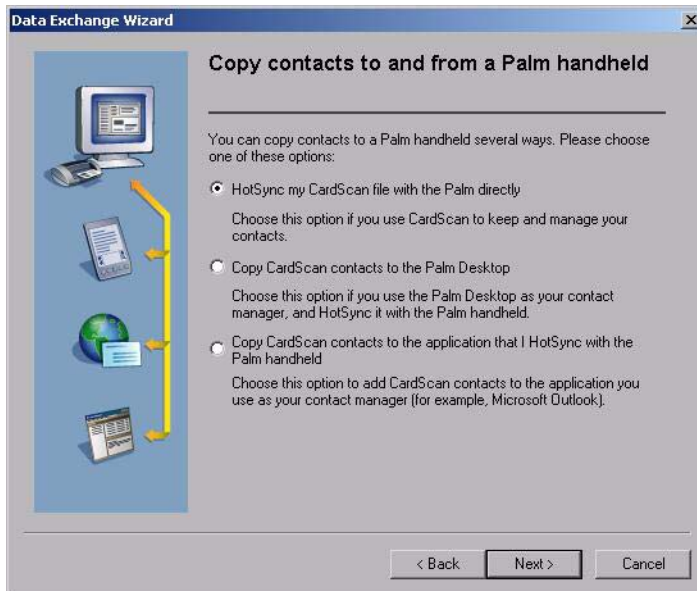 Data Exchange Wizard
Copy contacts to and from a Palm handheld
You can copy contacts to a Palm handheld several ways. Please choose
one of these options:
HotSync my CardScan file with the Palm directly
Choose this option if you use CardScan to keep and manage your
contacts.
Copy CardScan contacts to the Palm Desktop
Choose this option if you use the Palm Desktop as your contact
manager, and HotSync it with the Palm handheld.
Copy CardScan contacts to the application that I HotSync with the
Palm handheld
Choose this option to add CardScan contacts to the application you
use as your contact manager (for example, Microsoft Outlook).
< Back Next > Cancel